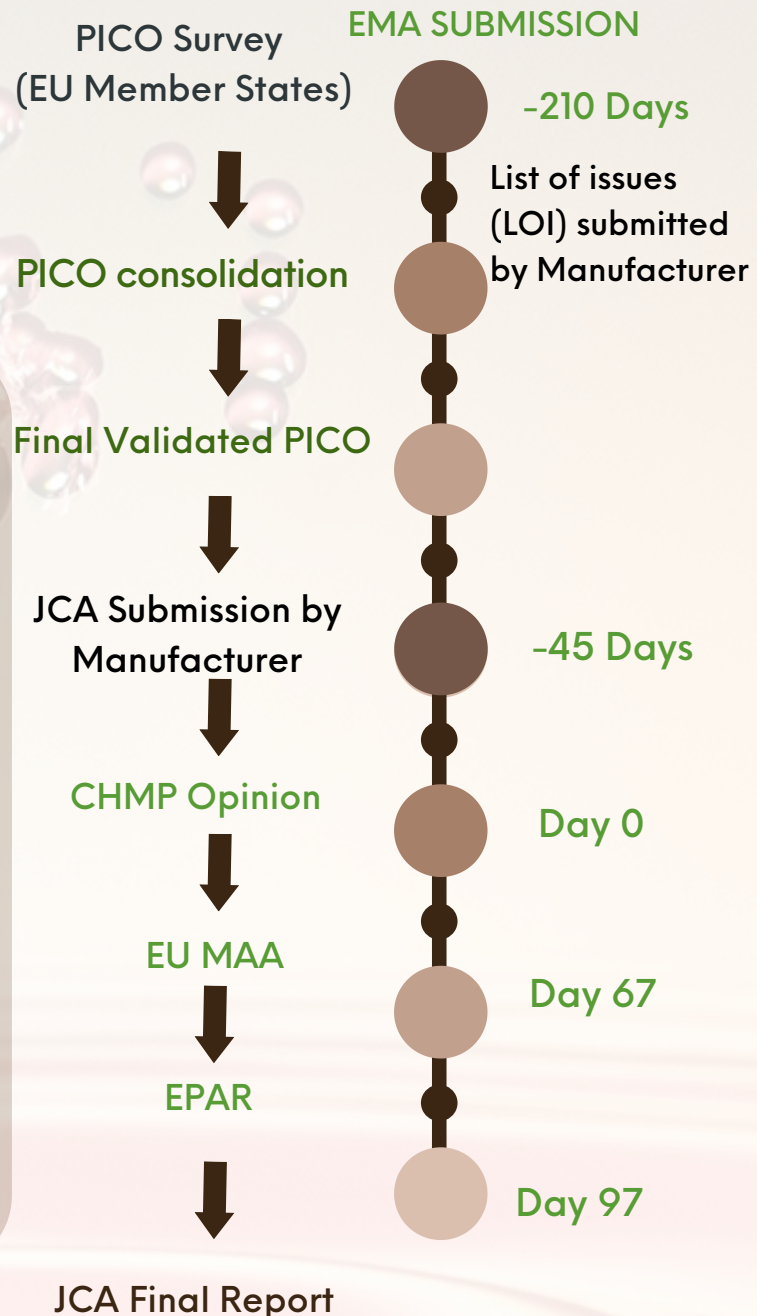 PICO Survey
(EU Member States)
PICO consolidation
Final Validated PICO
JCA Submission by
Manufacturer
CHMP Opinion
EU MAA
EPAR
JCA Final Report
EMA SUBMISSION
-210 Days
List of issues
(LOI) submitted
by Manufacturer
-45 Days
Day 0
Day 67
Day 97